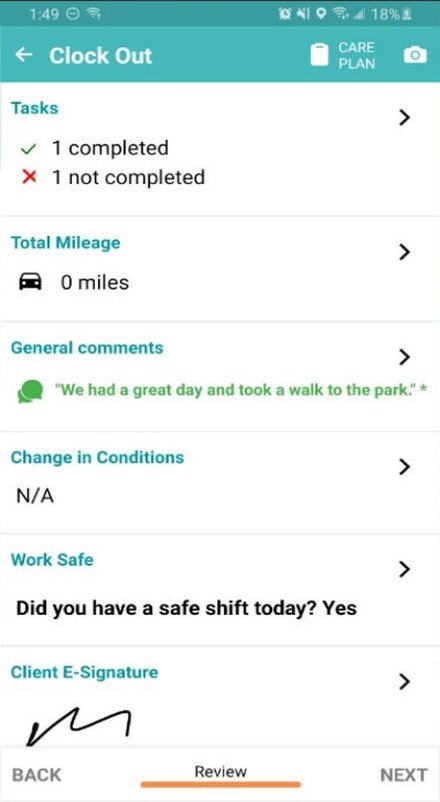 1:49 18%
Clock Out
CARE
PLAN
Tasks
1 completed
1 not completed
Total Mileage
0 miles
General comments
"We had a great day and took a walk to the park." *
Change in Conditions
N/A
Work Safe
Did you have a safe shift today? Yes
Client E-Signature
BACK Review NEXT